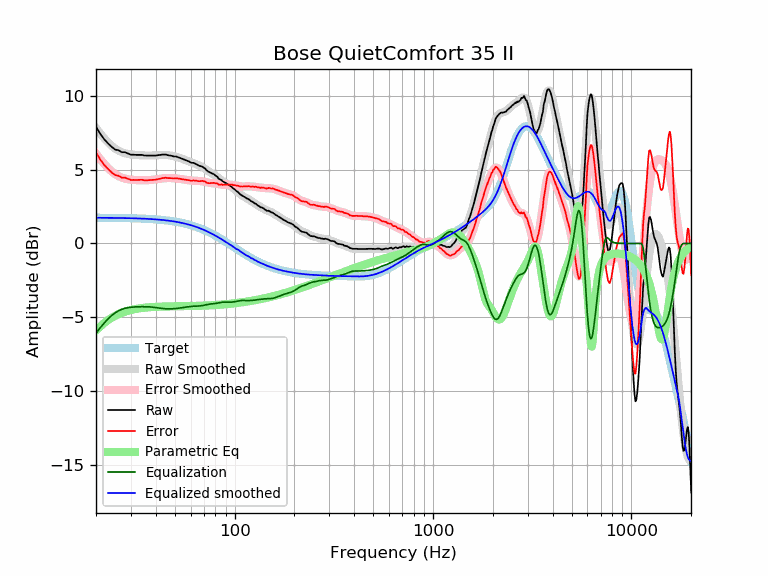 Bose QuietComfort 35 II
10
5
0
−5
−10
−15
Amplitude (dBr)
Target
Raw Smoothed
Error Smoothed
Raw
Error
Parametric Eq
Equalization
Equalized smoothed
100
1000
10000
Frequency (Hz)